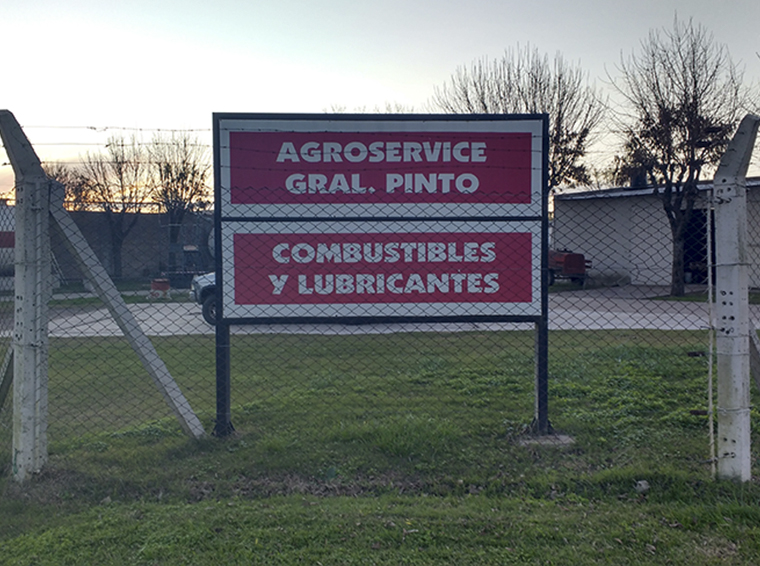 AGROSERVICE
GRAL. PINTO
COMBUSTIBLES
Y LUBRICANTES